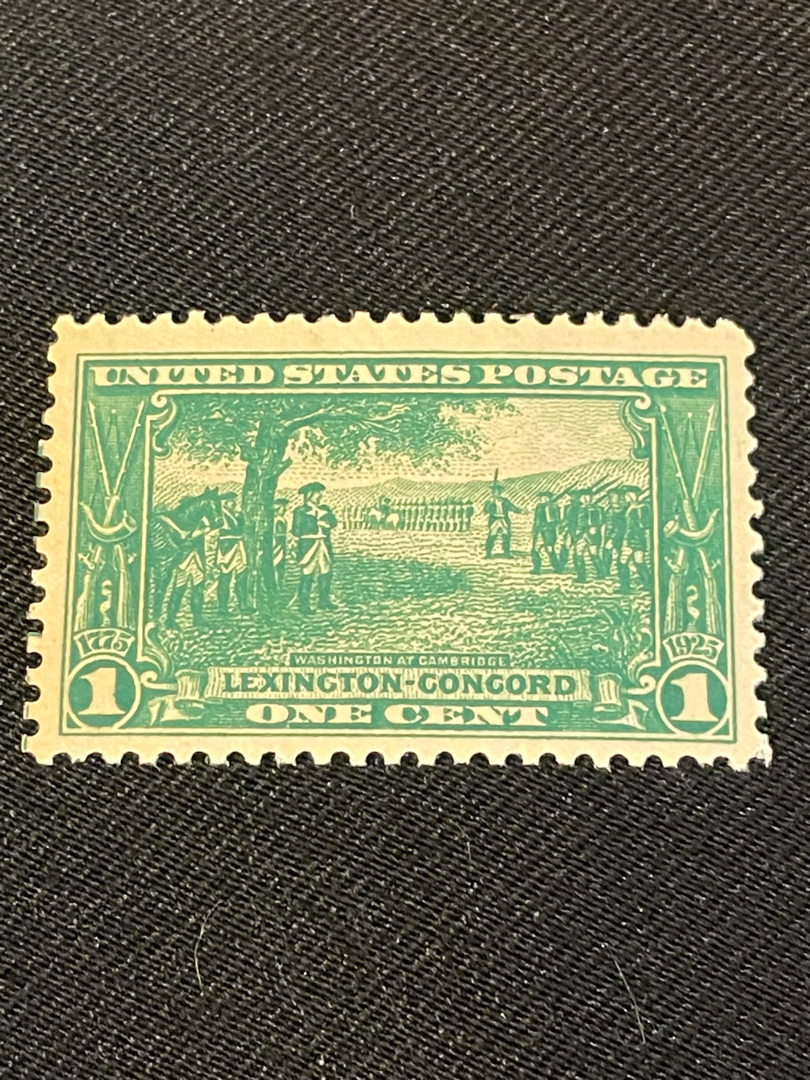 UNITED STATES POSTAGE
1775 1925
WASHINGTON AT CAMBRIDGE
1 LEXINGTON-CONCORD 1
ONE CENT